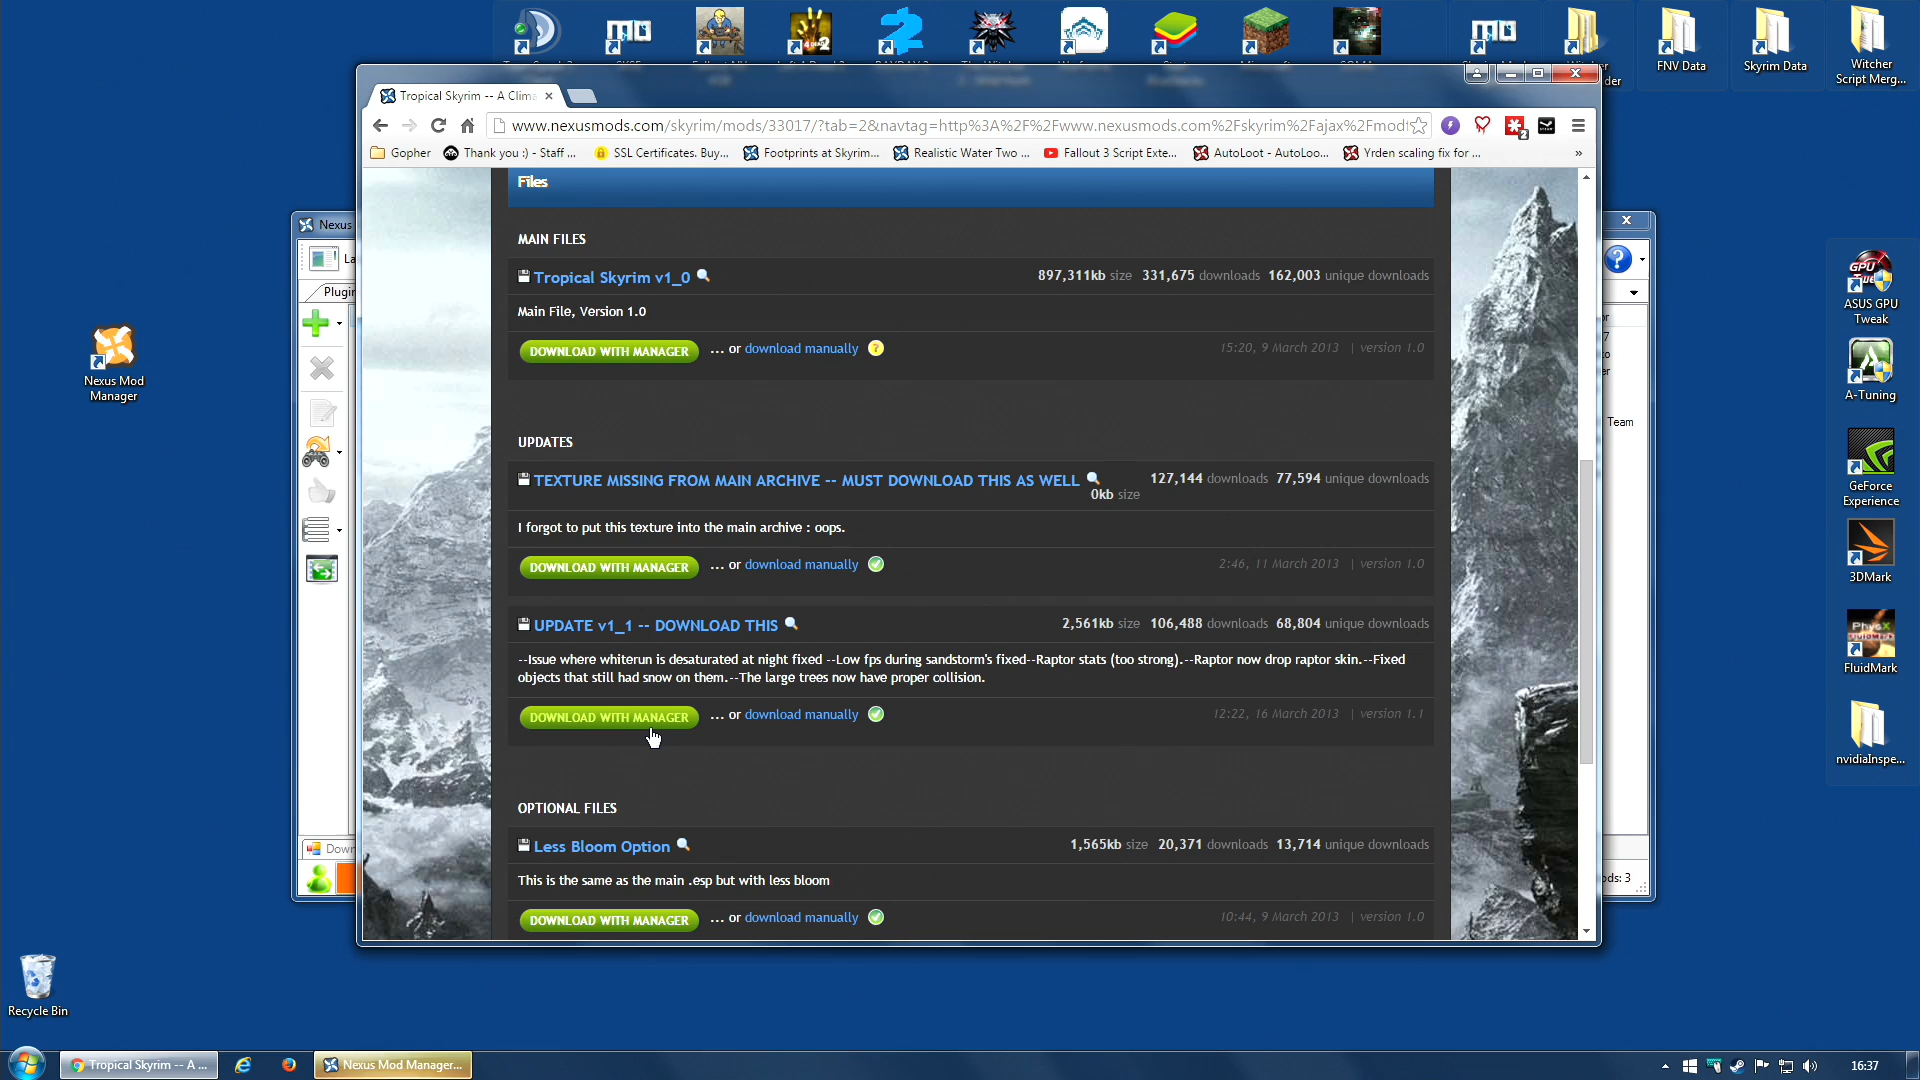 FNV Data
Skyrim Data
Witcher
Script Merg...
Tropical Skyrim -- A Clima
www.nexusmods.com/skyrim/mods/33017/?tab=2&navtag=http%3A%2F%2Fwww.nexusmods.com%2Fskyrim%2Fajax%2Fmodf
Gopher
Thank you :) - Staff ...
SSL Certificates. Buy...
Footprints at Skyrim...
Realistic Water Two ...
Fallout 3 Script Exte...
AutoLoot - AutoLoo...
Yrden scaling fix for ...
»
Files
MAIN FILES
Tropical Skyrim v1_0
897,311kb size 331,675 downloads 162,003 unique downloads
Main File, Version 1.0
DOWNLOAD WITH MANAGER ... or download manually
15:20, 9 March 2013 | version 1.0
UPDATES
TEXTURE MISSING FROM MAIN ARCHIVE -- MUST DOWNLOAD THIS AS WELL
127,144 downloads 77,594 unique downloads
0kb size
I forgot to put this texture into the main archive : oops.
DOWNLOAD WITH MANAGER ... or download manually
2:46, 11 March 2013 | version 1.0
UPDATE v1_1 -- DOWNLOAD THIS
2,561kb size 106,488 downloads 68,804 unique downloads
--Issue where whiterun is desaturated at night fixed --Low fps during sandstorm's fixed--Raptor stats (too strong).--Raptor now drop raptor skin.--Fixed
objects that still had snow on them.--The large trees now have proper collision.
DOWNLOAD WITH MANAGER ... or download manually
12:22, 16 March 2013 | version 1.1
OPTIONAL FILES
Less Bloom Option
1,565kb size 20,371 downloads 13,714 unique downloads
This is the same as the main .esp but with less bloom
DOWNLOAD WITH MANAGER ... or download manually
10:44, 9 March 2013 | version 1.0
Nexus
La
Plugin
Down
Team
ods: 3
Nexus Mod
Manager
Recycle Bin
GPU
ASUS GPU
Tweak
A-Tuning
GeForce
Experience
3DMark
PhysX
FluidMark
FluidMark
nvidiaInspe...
Tropical Skyrim -- A ...
Nexus Mod Manager...
16:37